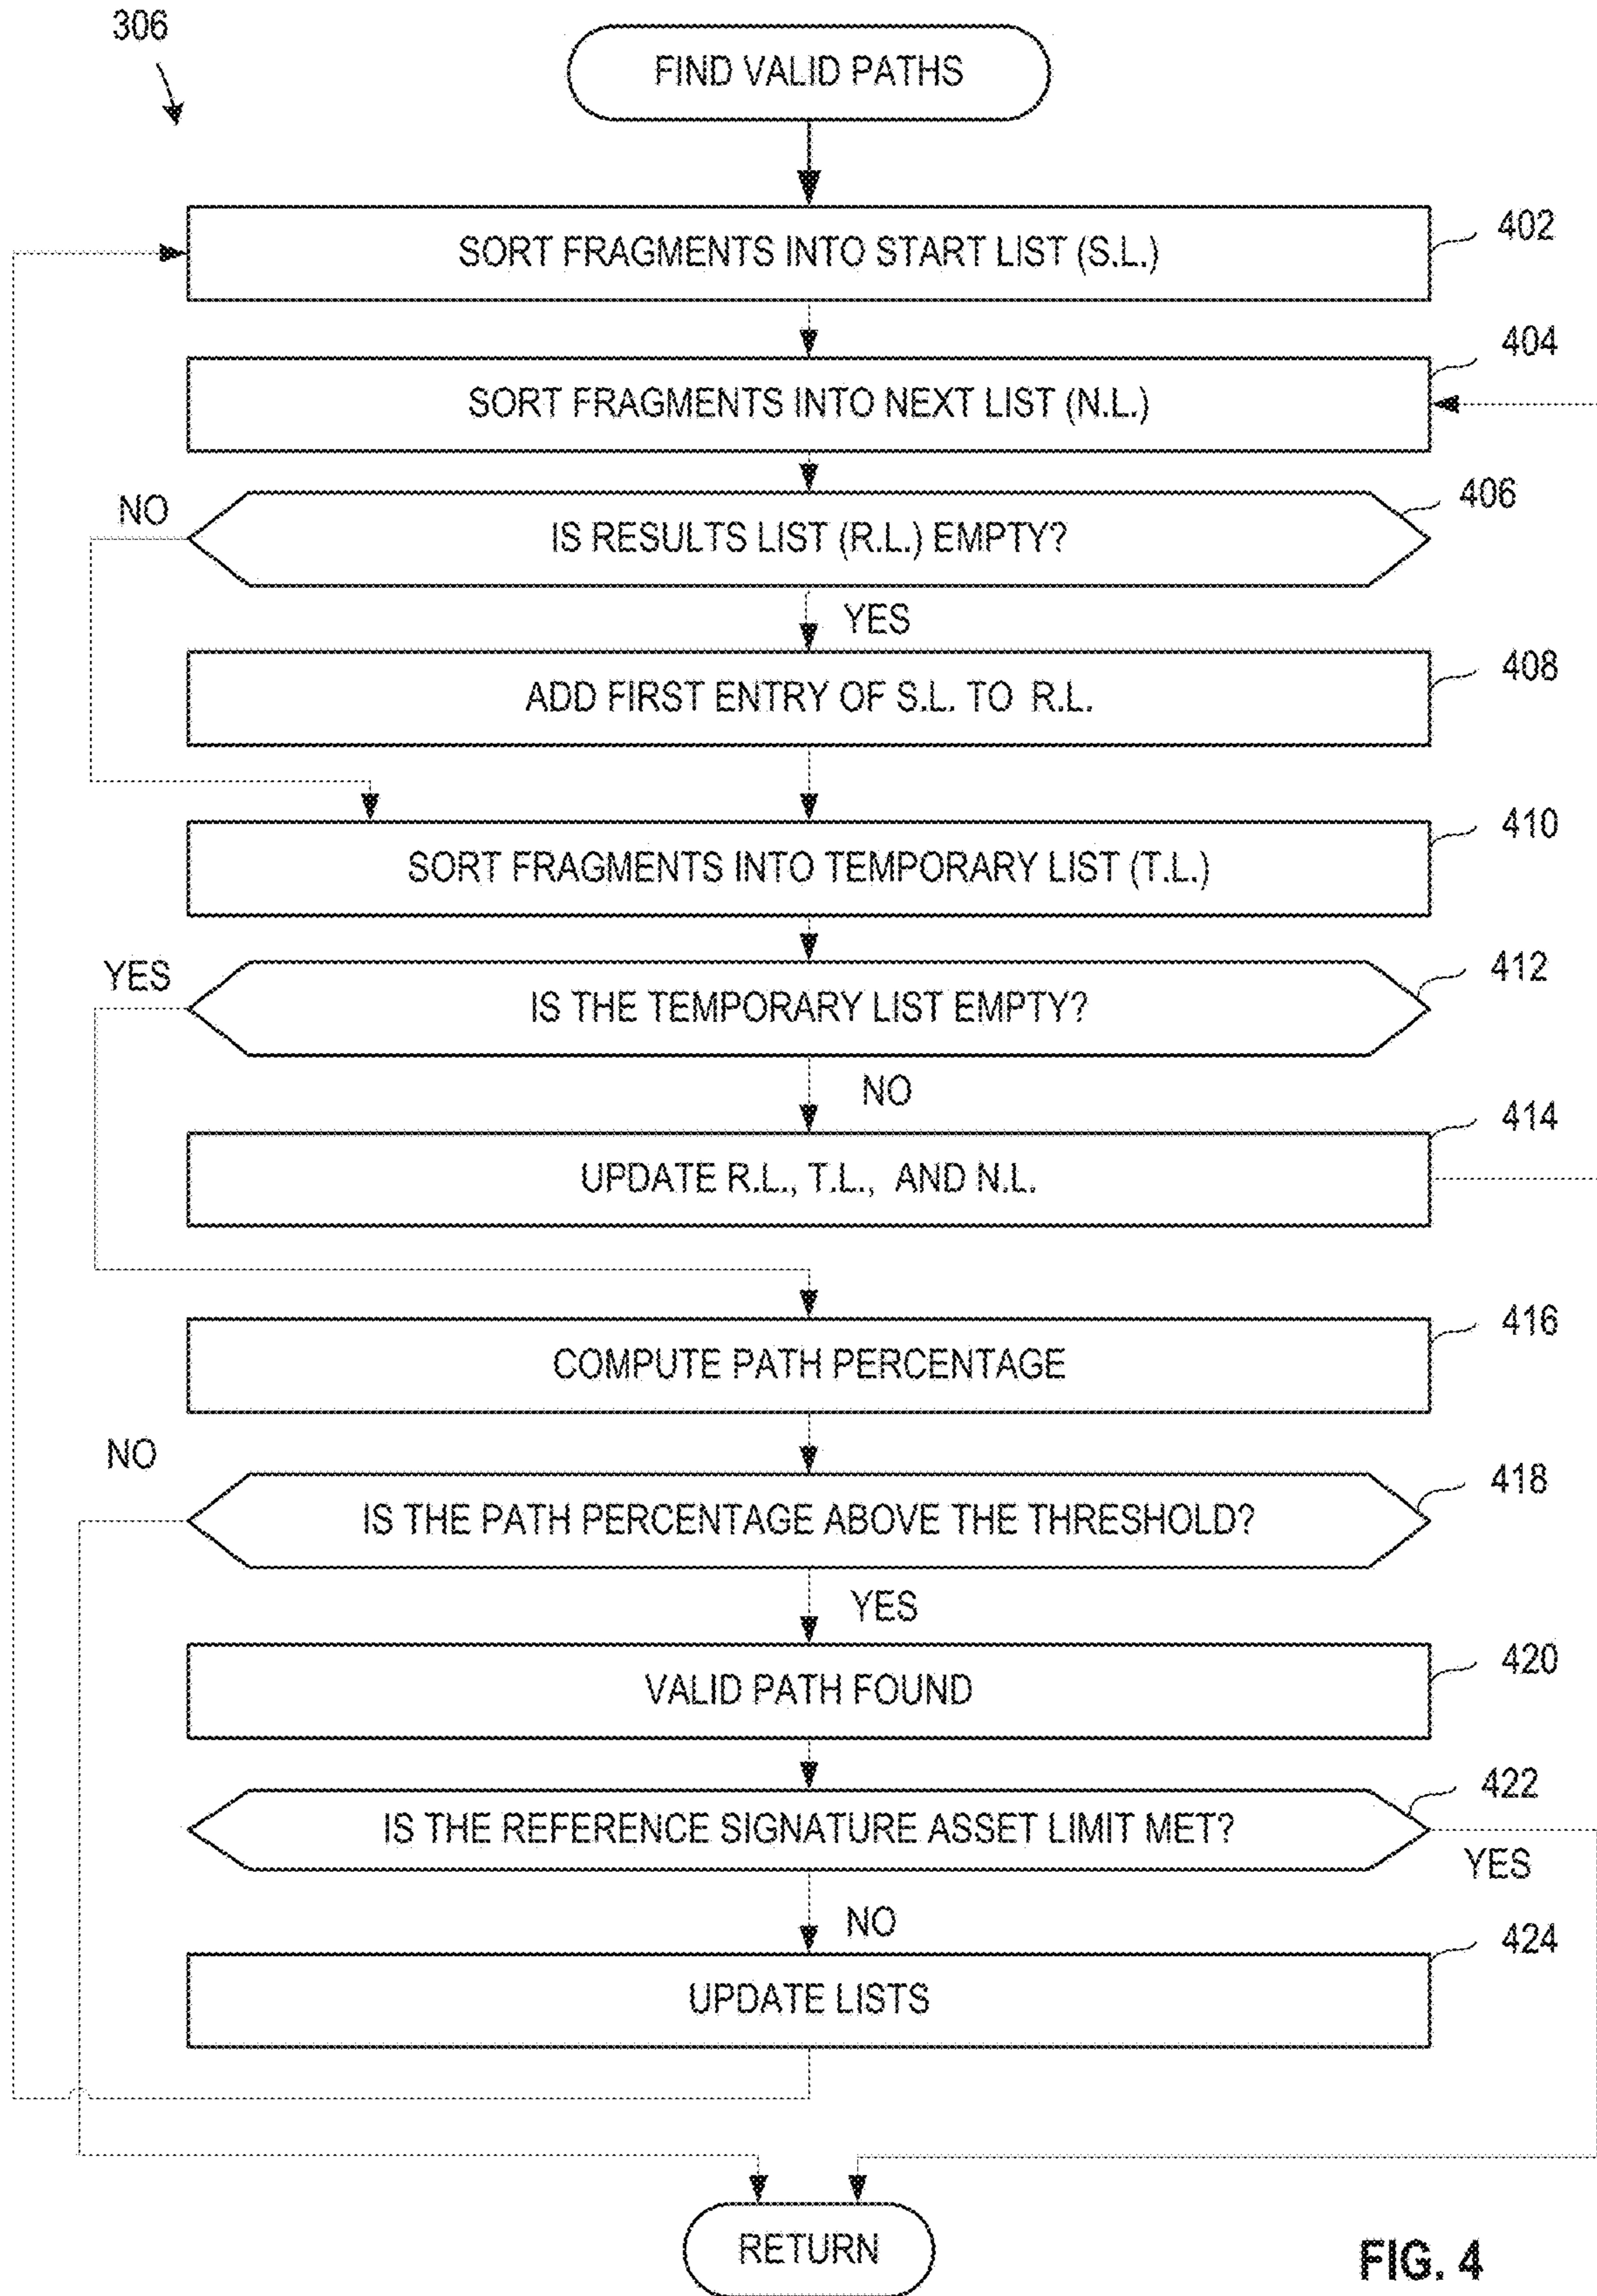 306
FIND VALID PATHS
SORT FRAGMENTS INTO START LIST (S.L.)
402
SORT FRAGMENTS INTO NEXT LIST (N.L.)
404
NO
IS RESULTS LIST (R.L.) EMPTY?
406
YES
ADD FIRST ENTRY OF S.L. TO R.L.
408
SORT FRAGMENTS INTO TEMPORARY LIST (T.L.)
410
YES
IS THE TEMPORARY LIST EMPTY?
412
NO
UPDATE R.L., T.L., AND N.L.
414
COMPUTE PATH PERCENTAGE
416
NO
IS THE PATH PERCENTAGE ABOVE THE THRESHOLD?
418
YES
VALID PATH FOUND
420
IS THE REFERENCE SIGNATURE ASSET LIMIT MET?
422
YES
NO
UPDATE LISTS
424
RETURN
FIG. 4